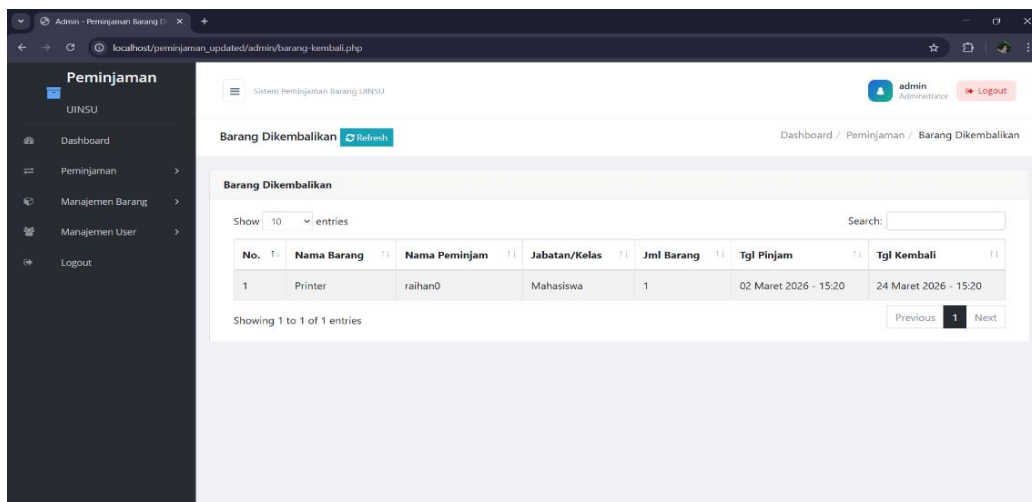 Admin - Peminjaman Barang Di
localhost/peminjaman_updated/admin/barang-kembali.php
Peminjaman
UINSU
Dashboard
Peminjaman
Manajemen Barang
Manajemen User
Logout
Sistem Peminjaman Barang UINSU
admin
Administrator
Logout
Barang Dikembalikan Refresh
Dashboard / Peminjaman / Barang Dikembalikan
Barang Dikembalikan
Show 10 entries
Search:
No. Nama Barang Nama Peminjam Jabatan/Kelas Jml Barang Tgl Pinjam Tgl Kembali
1 Printer raihan0 Mahasiswa 1 02 Maret 2026 - 15:20 24 Maret 2026 - 15:20
Showing 1 to 1 of 1 entries
Previous 1 Next